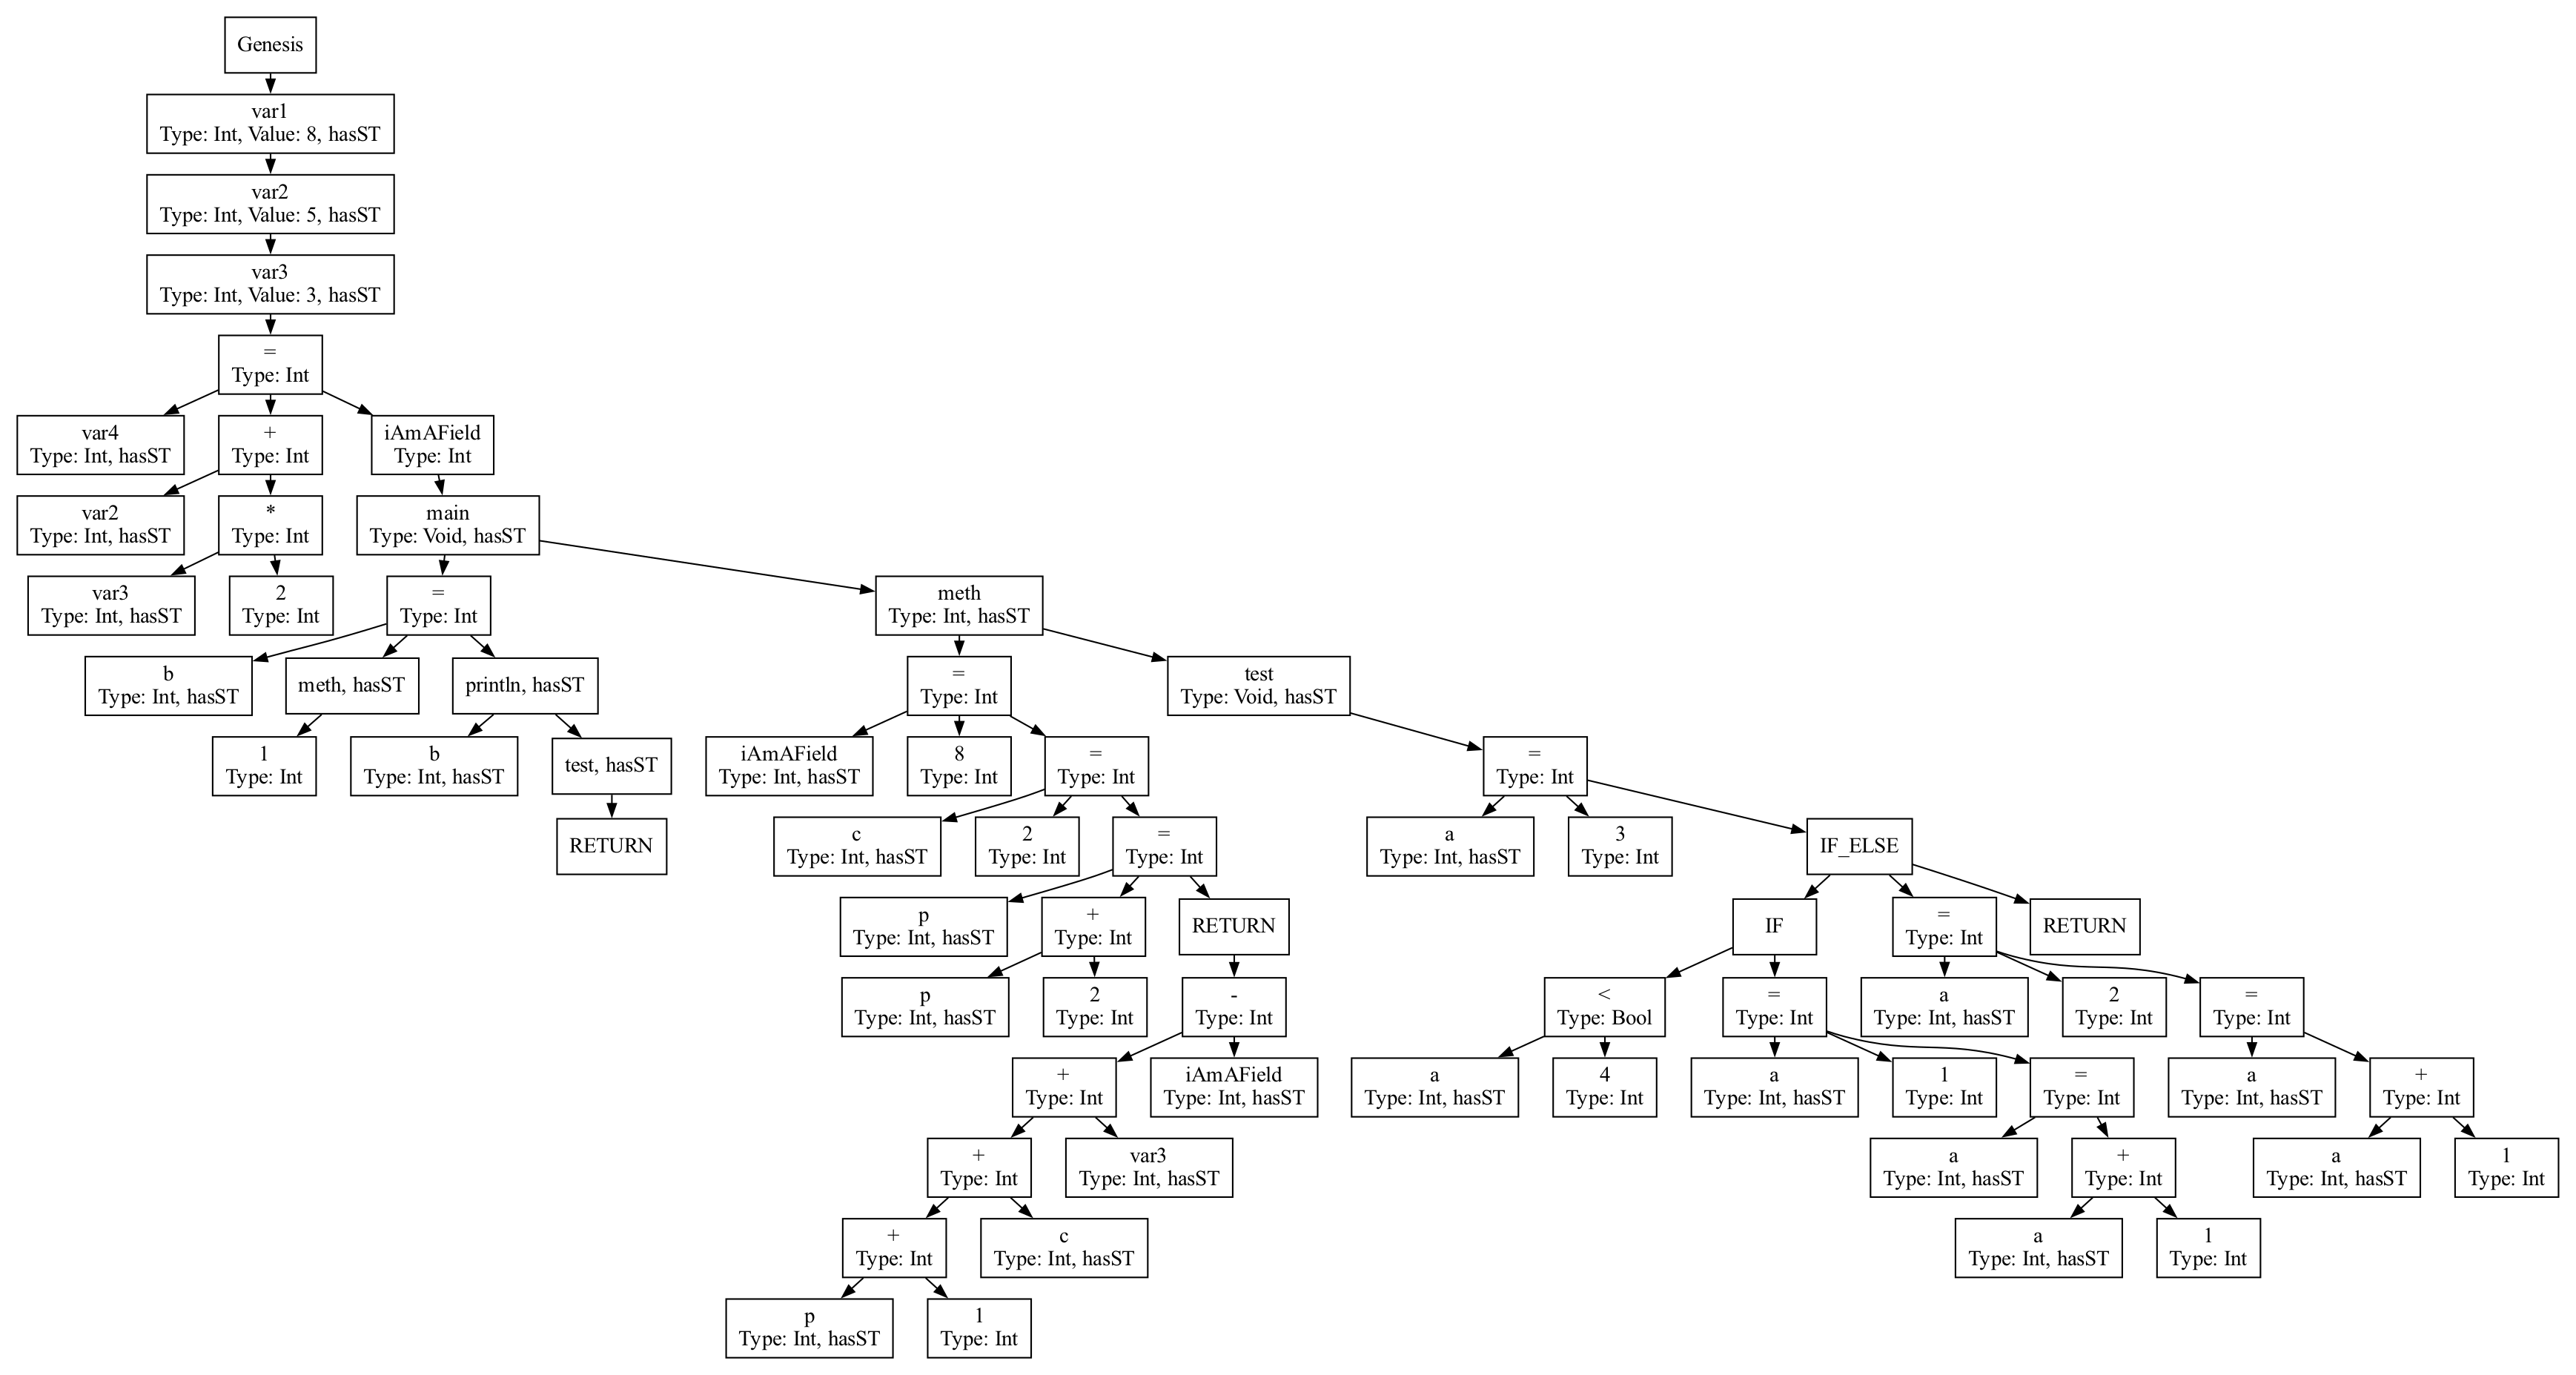 Genesis
var1
Type: Int, Value: 8, hasST
var2
Type: Int, Value: 5, hasST
var3
Type: Int, Value: 3, hasST
=
Type: Int
var4
Type: Int, hasST
+
Type: Int
iAmAField
Type: Int
var2
Type: Int, hasST
*
Type: Int
main
Type: Void, hasST
var3
Type: Int, hasST
2
Type: Int
=
Type: Int
meth
Type: Int, hasST
b
Type: Int, hasST
meth, hasST
println, hasST
=
Type: Int
test
Type: Void, hasST
1
Type: Int
b
Type: Int, hasST
test, hasST
iAmAField
Type: Int, hasST
8
Type: Int
=
Type: Int
=
Type: Int
RETURN
c
Type: Int, hasST
2
Type: Int
=
Type: Int
a
Type: Int, hasST
3
Type: Int
IF_ELSE
p
Type: Int, hasST
+
Type: Int
RETURN
IF
=
Type: Int
RETURN
p
Type: Int, hasST
2
Type: Int
-
Type: Int
<
Type: Bool
=
Type: Int
a
Type: Int, hasST
2
Type: Int
=
Type: Int
+
Type: Int
iAmAField
Type: Int, hasST
a
Type: Int, hasST
4
Type: Int
a
Type: Int, hasST
1
Type: Int
=
Type: Int
a
Type: Int, hasST
+
Type: Int
+
Type: Int
var3
Type: Int, hasST
a
Type: Int, hasST
+
Type: Int
a
Type: Int, hasST
1
Type: Int
+
Type: Int
c
Type: Int, hasST
a
Type: Int, hasST
1
Type: Int
p
Type: Int, hasST
1
Type: Int